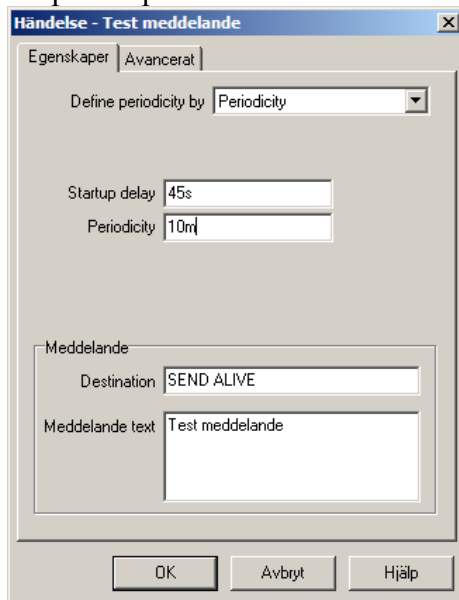 Händelse - Test meddelande
Egenskaper Avancerat
Define periodicity by Periodicity
Startup delay 45s
Periodicity 10m
Meddelande
Destination SEND ALIVE
Meddelande text Test meddelande
OK Avbryt Hjälp